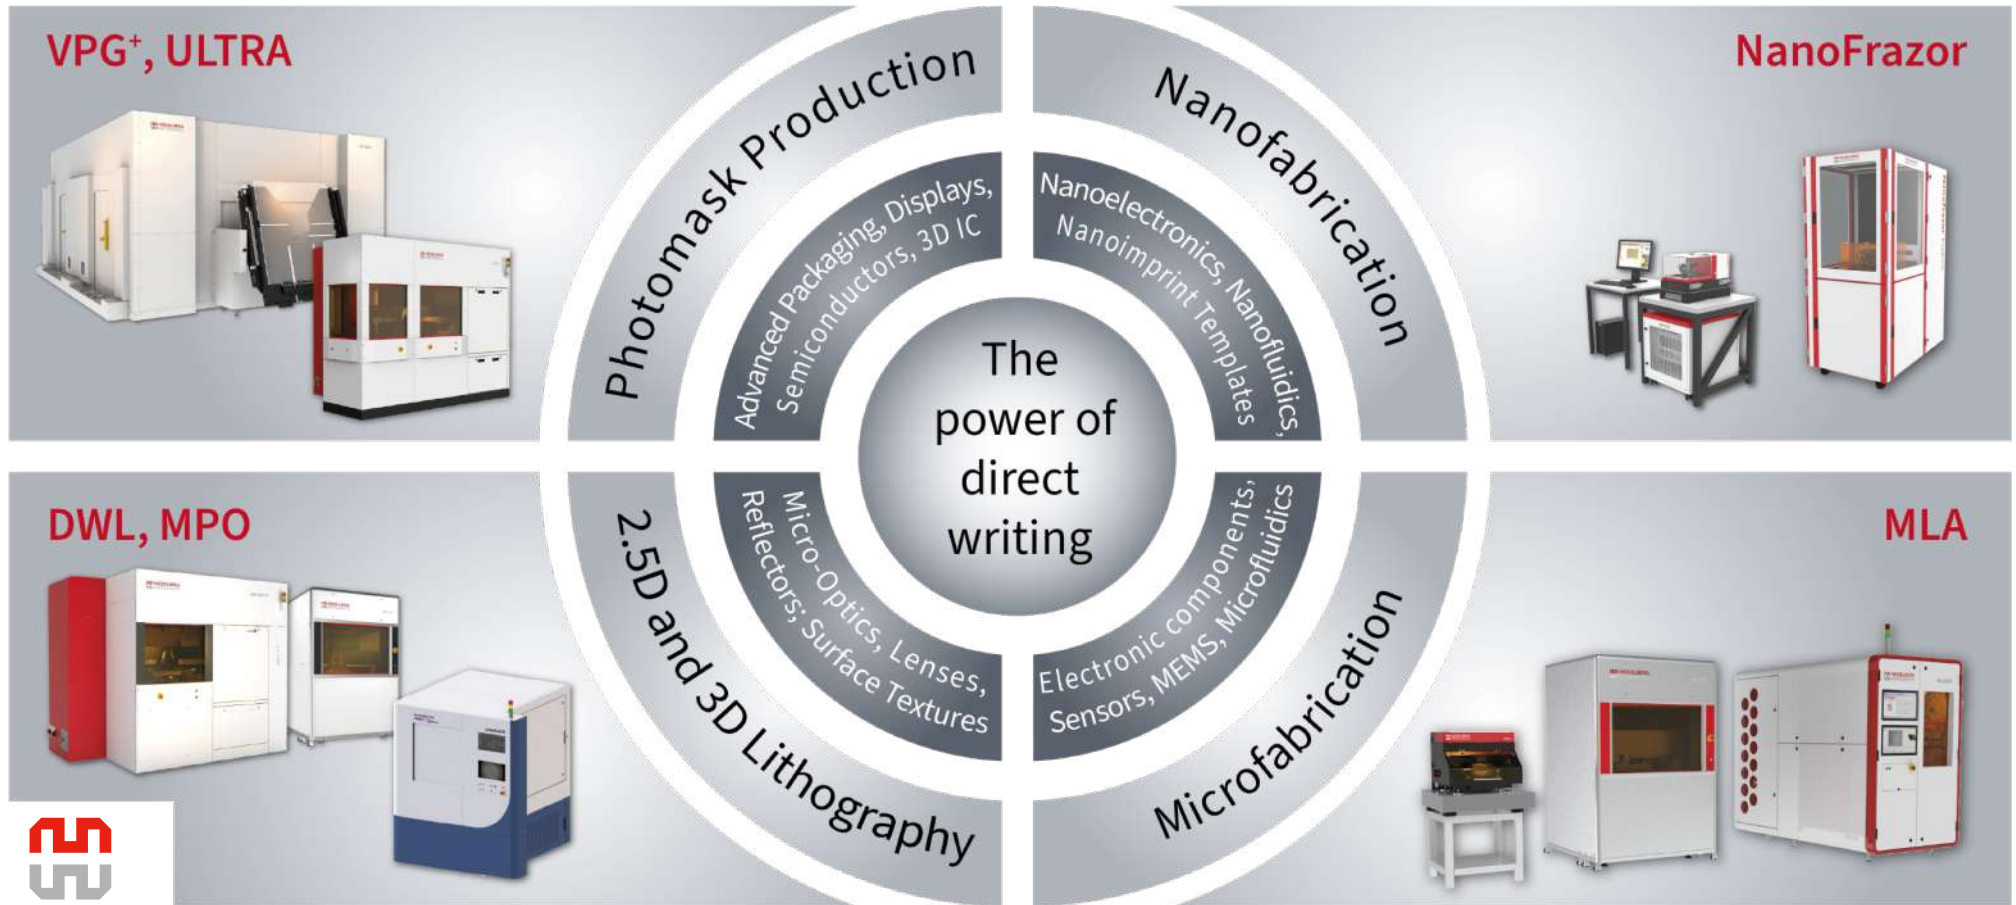 VPG⁺, ULTRA
Photomask Production
Advanced Packaging, Displays,
Semiconductors, 3D IC
NanoFrazor
Nanofabrication
Nanoelectronics, Nanofluidics,
Nanoimprint Templates
The
power of
direct
writing
DWL, MPO
2.5D and 3D Lithography
Micro-Optics, Lenses,
Reflectors; Surface Textures
MLA
Microfabrication
Electronic components,
Sensors, MEMS, Microfluidics